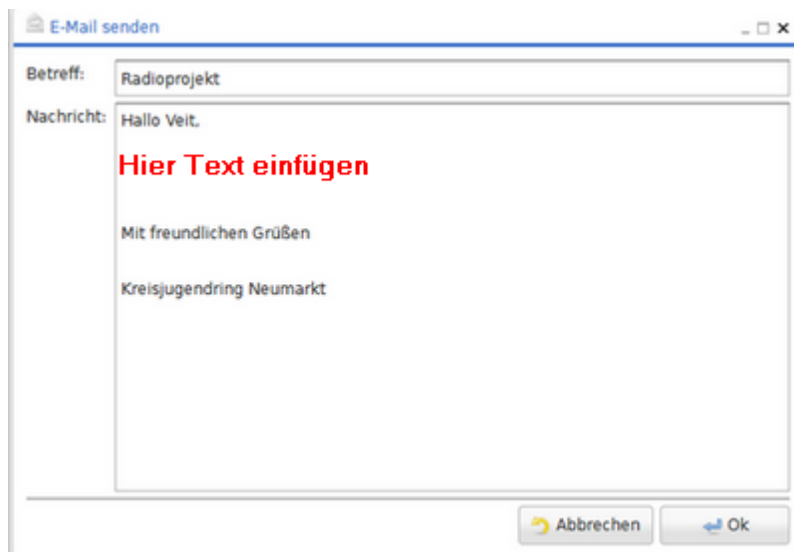 E-Mail senden
Betreff: Radioprojekt
Nachricht: Hallo Veit,
Hier Text einfügen
Mit freundlichen Grüßen
Kreisjugendring Neumarkt
Abbrechen Ok